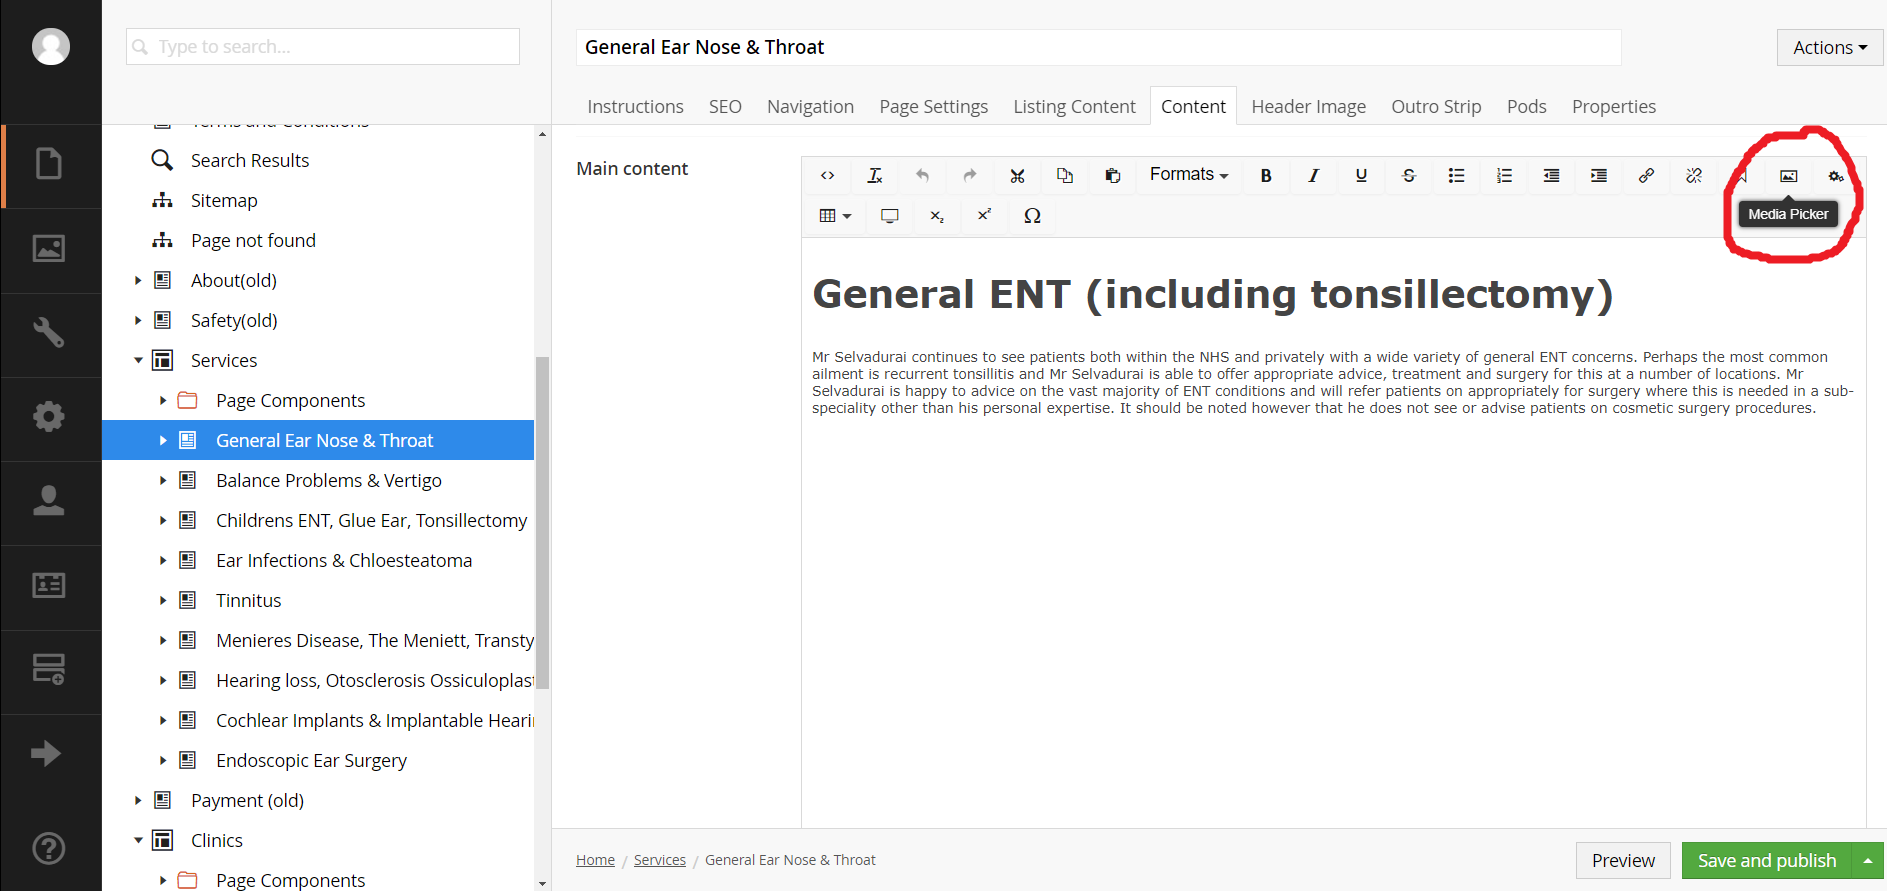 Type to search...
Terms and Conditions
Search Results
Sitemap
Page not found
About(old)
Safety(old)
Services
Page Components
General Ear Nose & Throat
Balance Problems & Vertigo
Childrens ENT, Glue Ear, Tonsillectomy
Ear Infections & Chloesteatoma
Tinnitus
Menieres Disease, The Meniett, Transty
Hearing loss, Otosclerosis Ossiculoplast
Cochlear Implants & Implantable Heari
Endoscopic Ear Surgery
Payment (old)
Clinics
Page Components
General Ear Nose & Throat
Actions
Instructions SEO Navigation Page Settings Listing Content Content Header Image Outro Strip Pods Properties
Main content
Formats B I U S
x₂ x² Ω
Media Picker
General ENT (including tonsillectomy)
Mr Selvadurai continues to see patients both within the NHS and privately with a wide variety of general ENT concerns. Perhaps the most common
ailment is recurrent tonsillitis and Mr Selvadurai is able to offer appropriate advice, treatment and surgery for this at a number of locations. Mr
Selvadurai is happy to advice on the vast majority of ENT conditions and will refer patients on appropriately for surgery where this is needed in a sub-
speciality other than his personal expertise. It should be noted however that he does not see or advise patients on cosmetic surgery procedures.
Home / Services / General Ear Nose & Throat
Preview
Save and publish